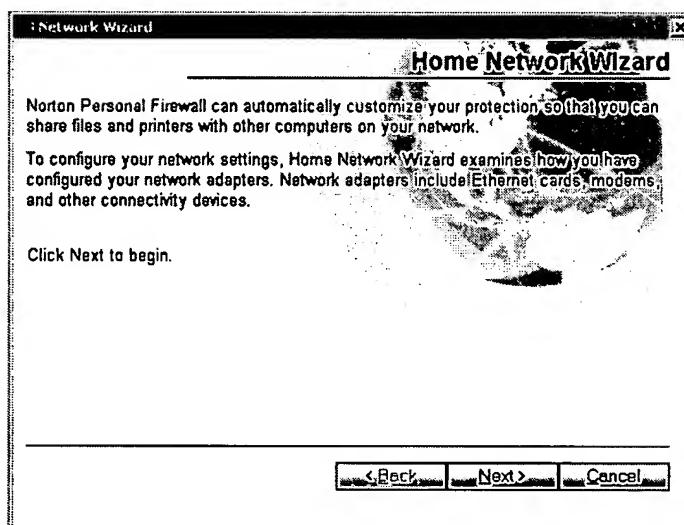 Network Wizard
Home Network Wizard
Norton Personal Firewall can automatically customize your protection so that you can
share files and printers with other computers on your network.
To configure your network settings, Home Network Wizard examines how you have
configured your network adapters. Network adapters include Ethernet cards, modems,
and other connectivity devices.
Click Next to begin.
< Back
Next >
Cancel